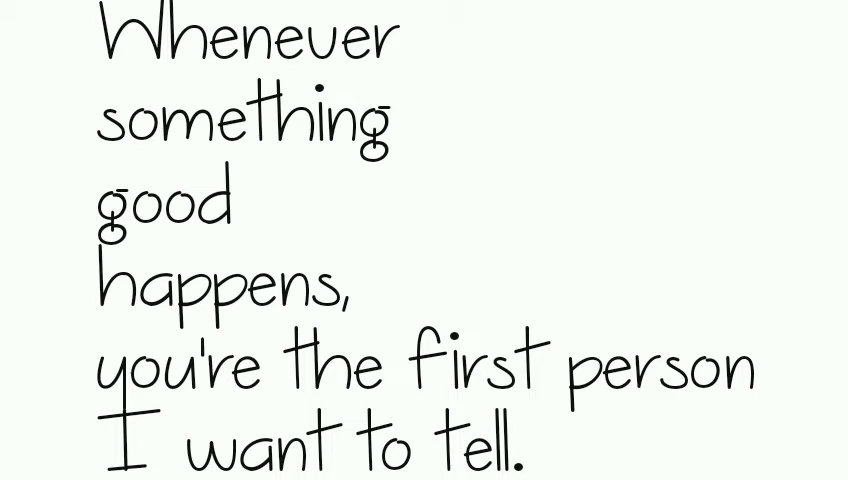 Whenever
something
good
happens,
you're the first person
I want to tell.